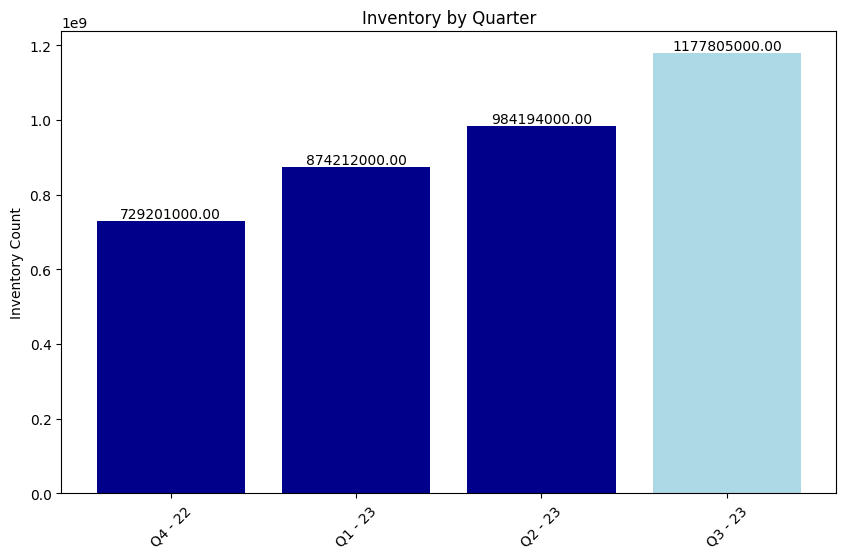 Inventory by Quarter
1e9
1.2
1.0
0.8
0.6
0.4
0.2
0.0
Inventory Count
729201000.00
874212000.00
984194000.00
1177805000.00
Q4 - 22
Q1 - 23
Q2 - 23
Q3 - 23